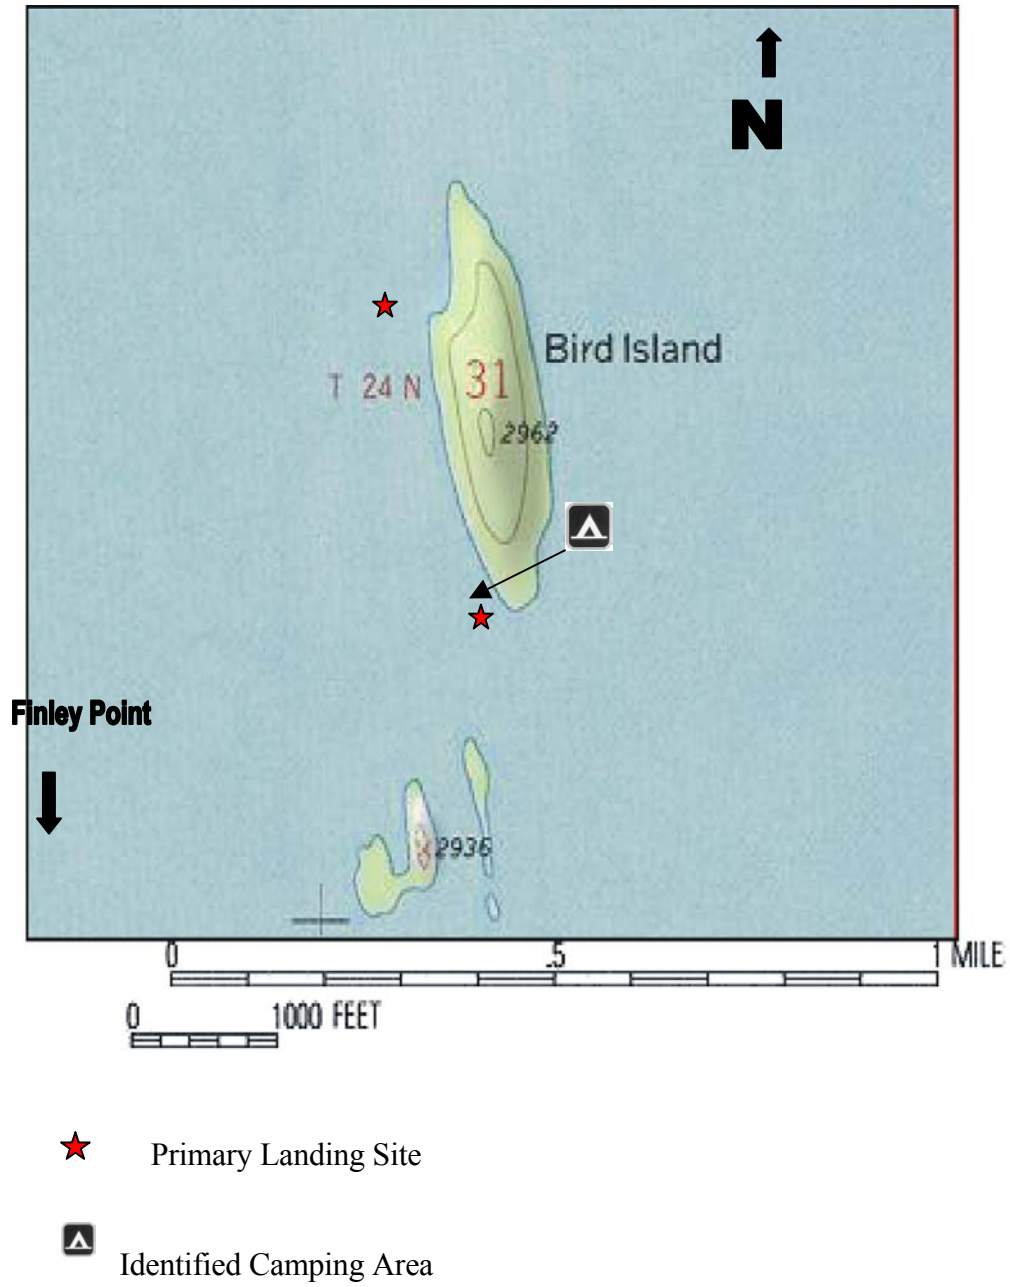 N
Bird Island
T 24 N
31
2962
Finley Point
2936
0 .5 1 MILE
0 1000 FEET
Primary Landing Site
Identified Camping Area